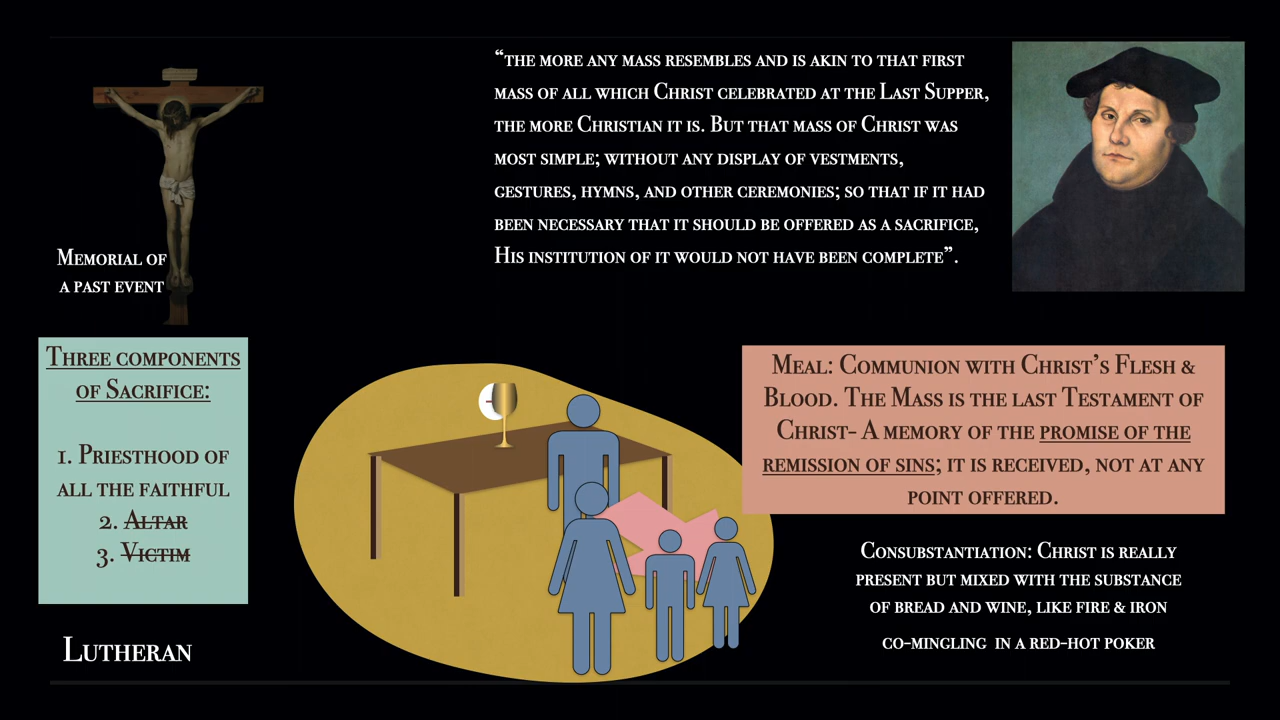 “the more any mass resembles and is akin to that first
mass of all which Christ celebrated at the Last Supper,
the more Christian it is. But that mass of Christ was
most simple; without any display of vestments,
gestures, hymns, and other ceremonies; so that if it had
been necessary that it should be offered as a sacrifice,
His institution of it would not have been complete”.
Memorial of
a past event
Three components
of Sacrifice:
1. Priesthood of
all the faithful
2. Altar
3. Victim
Lutheran
Meal: Communion with Christ’s Flesh &
Blood. The Mass is the last Testament of
Christ- A memory of the promise of the
remission of sins; it is received, not at any
point offered.
Consubstantiation: Christ is really
present but mixed with the substance
of bread and wine, like fire & iron
co-mingling in a red-hot poker